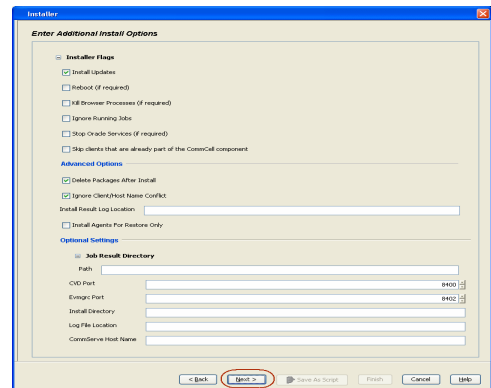 Installer
Enter Additional Install Options
Installer Flags
Install Updates
Reboot (if required)
Kill Browser Processes (if required)
Ignore Running Jobs
Stop Oracle Services (if required)
Skip clients that are already part of the CommCell component
Advanced Options
Delete Packages After Install
Ignore Client/Host Name Conflict
Install Result Log Location
Install Agents For Restore Only
Optional Settings
Job Result Directory
Path
CVD Port 8400
Evmgrc Port 8402
Install Directory
Log File Location
CommServe Host Name
< Back Next > Save As Script Finish Cancel Help